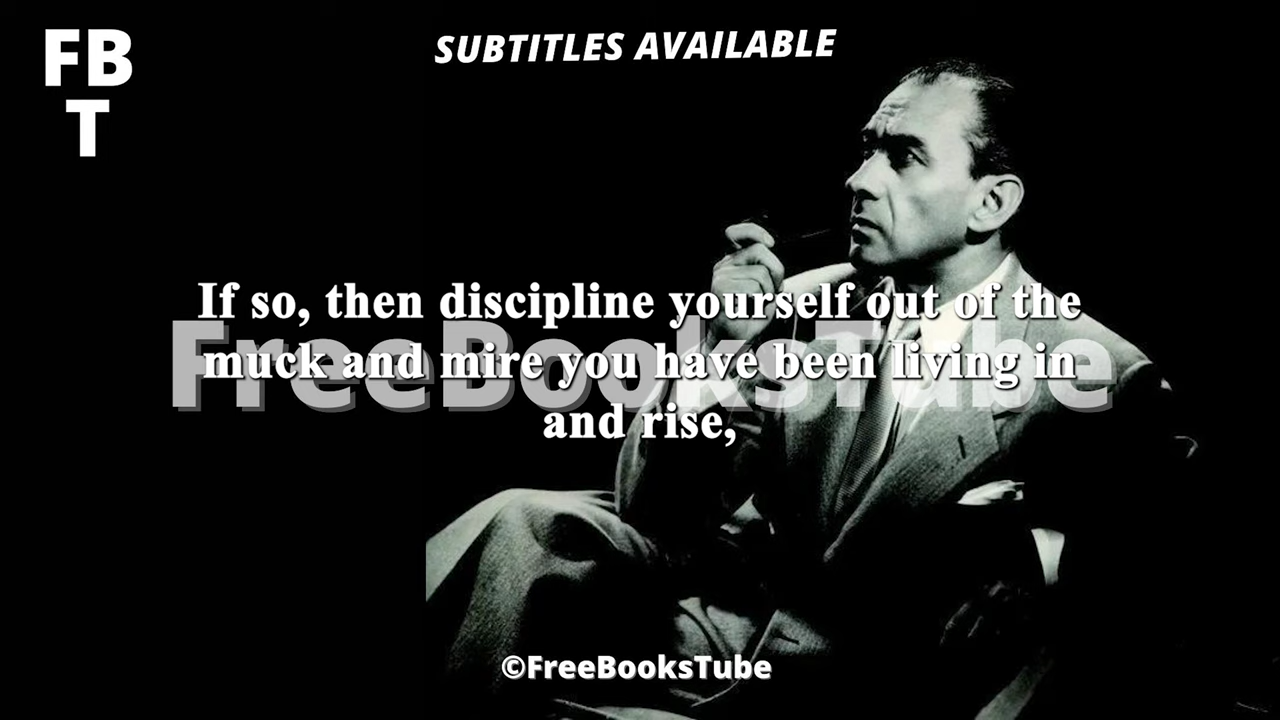 FB
T
SUBTITLES AVAILABLE
If so, then discipline yourself out of the
muck and mire you have been living in
and rise,
FreeBooksTube
©FreeBooksTube